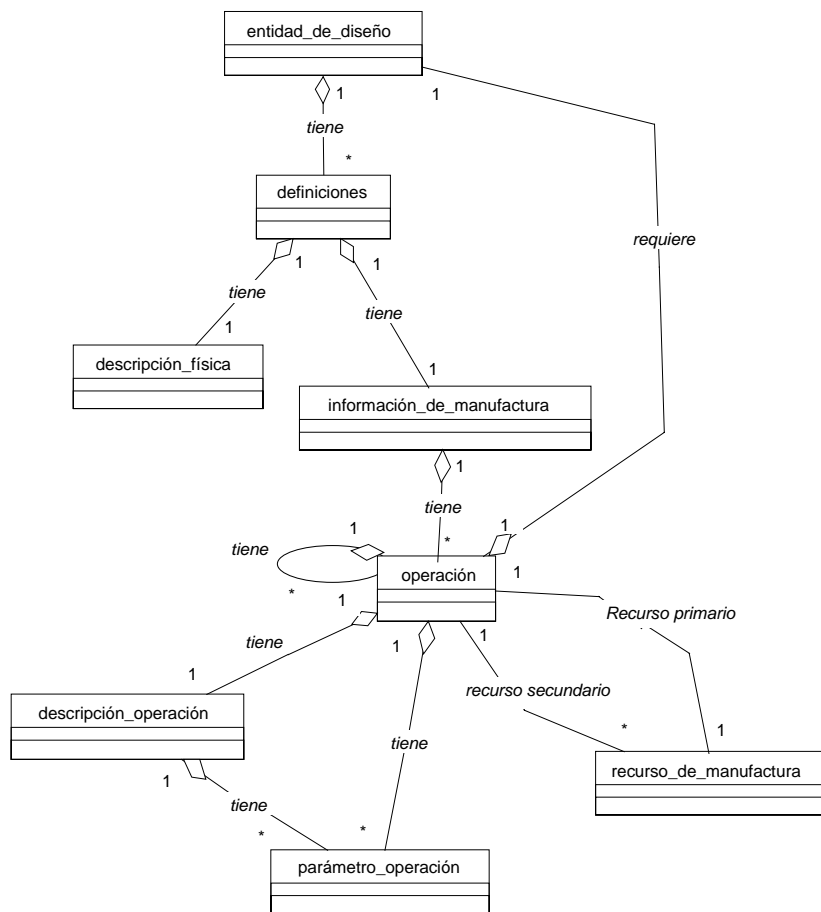 entidad_de_diseño
1
1
tiene
*
definiciones
requiere
1
1
tiene
tiene
1
descripción_física
1
información_de_manufactura
1
tiene
1
1
*
tiene
operación
1
*
1
Recurso primario
1
1
tiene
recurso secundario
1
descripción_operación
*
1
tiene
recurso_de_manufactura
1
tiene
*
*
parámetro_operación